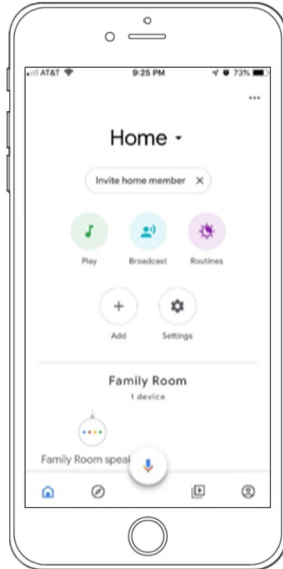 AT&T 9:25 PM 73%
Home
Invite home member X
Play Broadcast Routines
Add Settings
Family Room
1 device
Family Room speak